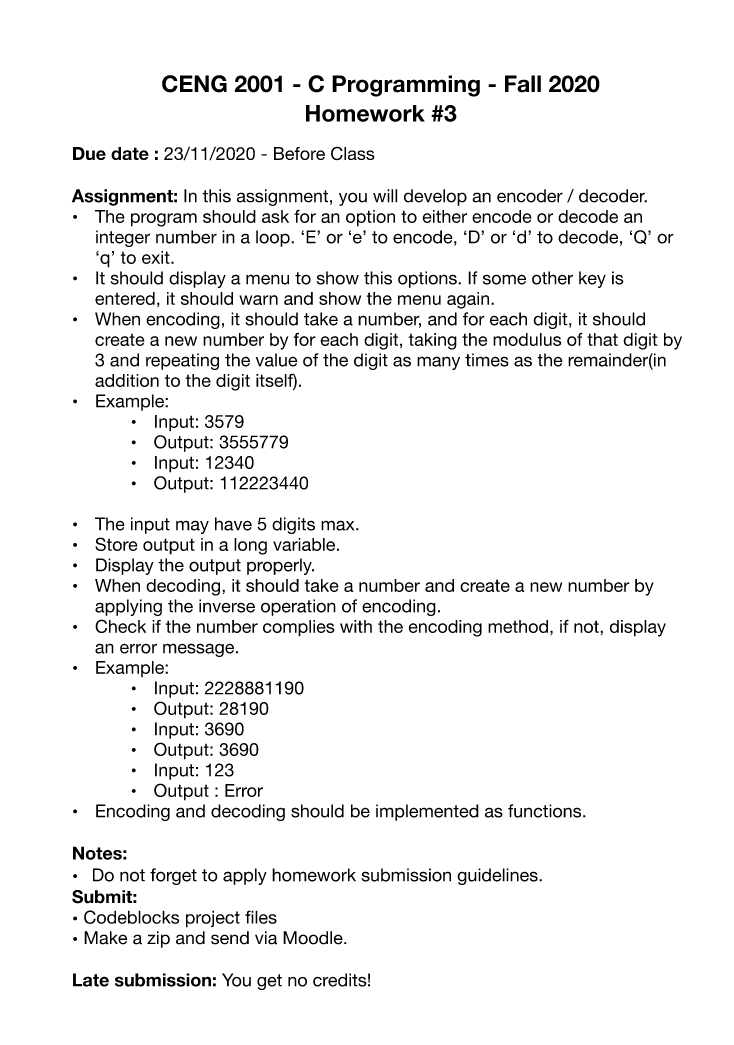 CENG 2001 - C Programming - Fall 2020
Homework #3
Due date : 23/11/2020 - Before Class
Assignment: In this assignment, you will develop an encoder / decoder.
• The program should ask for an option to either encode or decode an
integer number in a loop. ‘E’ or ‘e’ to encode, ‘D’ or ‘d’ to decode, ‘Q’ or
‘q’ to exit.
• It should display a menu to show this options. If some other key is
entered, it should warn and show the menu again.
• When encoding, it should take a number, and for each digit, it should
create a new number by for each digit, taking the modulus of that digit by
3 and repeating the value of the digit as many times as the remainder(in
addition to the digit itself).
• Example:
• Input: 3579
• Output: 3555779
• Input: 12340
• Output: 112223440
• The input may have 5 digits max.
• Store output in a long variable.
• Display the output properly.
• When decoding, it should take a number and create a new number by
applying the inverse operation of encoding.
• Check if the number complies with the encoding method, if not, display
an error message.
• Example:
• Input: 2228881190
• Output: 28190
• Input: 3690
• Output: 3690
• Input: 123
• Output : Error
• Encoding and decoding should be implemented as functions.
Notes:
• Do not forget to apply homework submission guidelines.
Submit:
• Codeblocks project files
• Make a zip and send via Moodle.
Late submission: You get no credits!